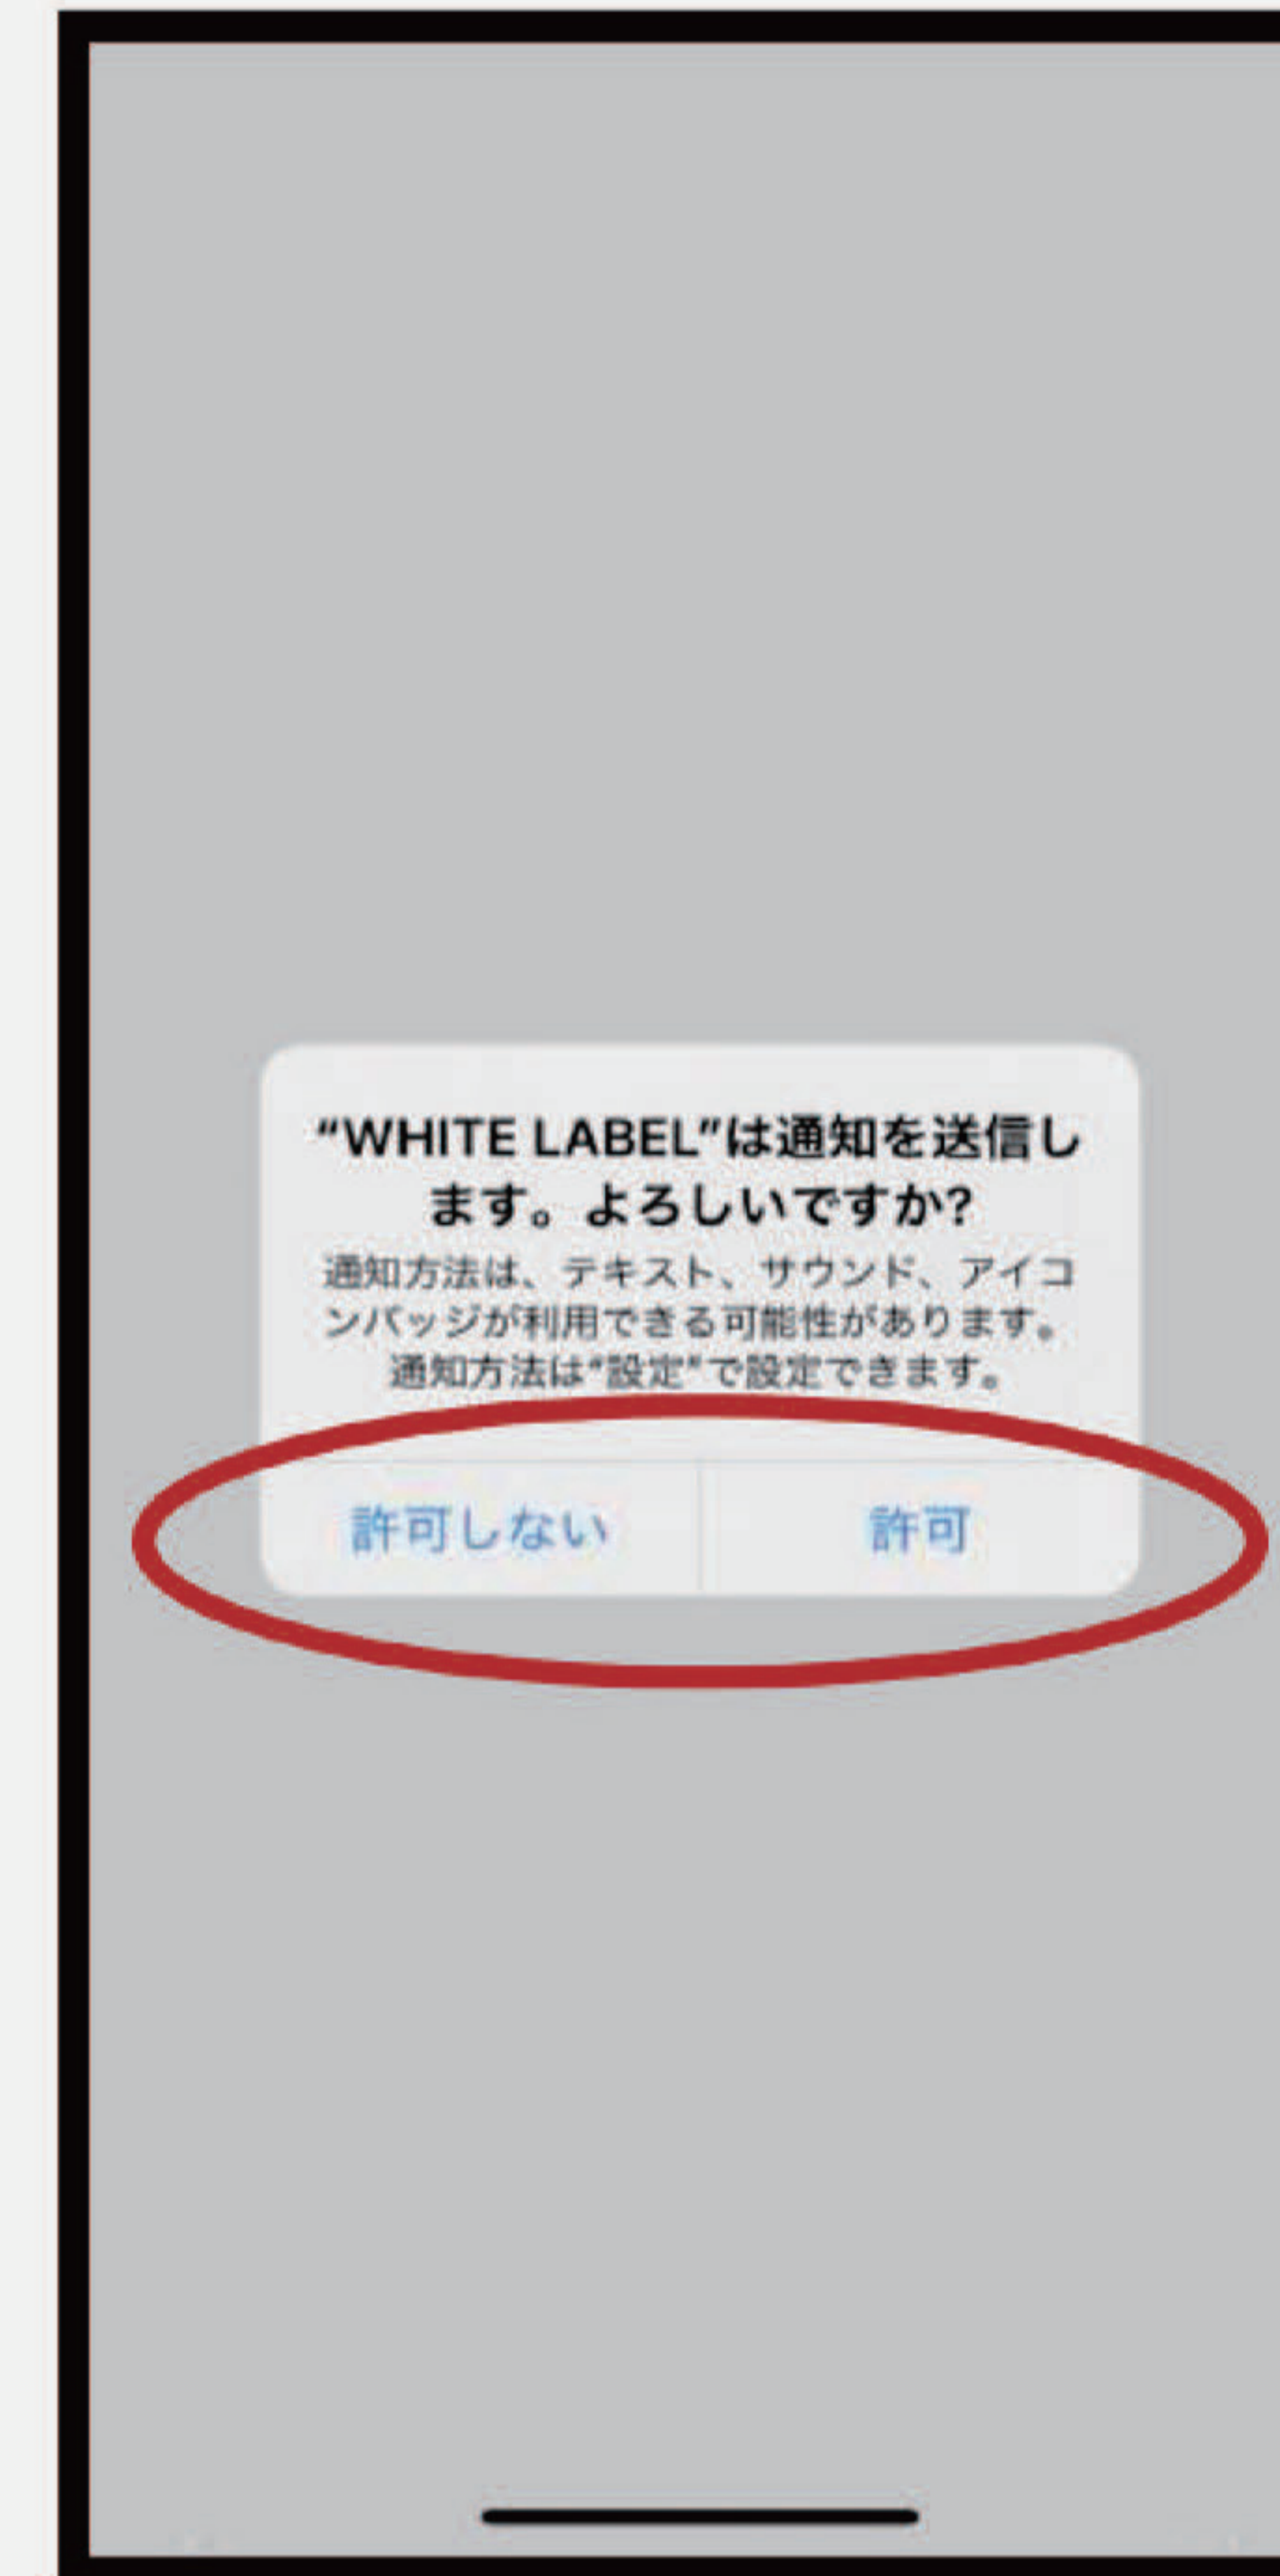 “WHITE LABEL”は通知を送信し
ます。よろしいですか?
通知方法は、テキスト、サウンド、アイコ
ンバッジが利用できる可能性があります。
通知方法は“設定”で設定できます。
許可しない
許可